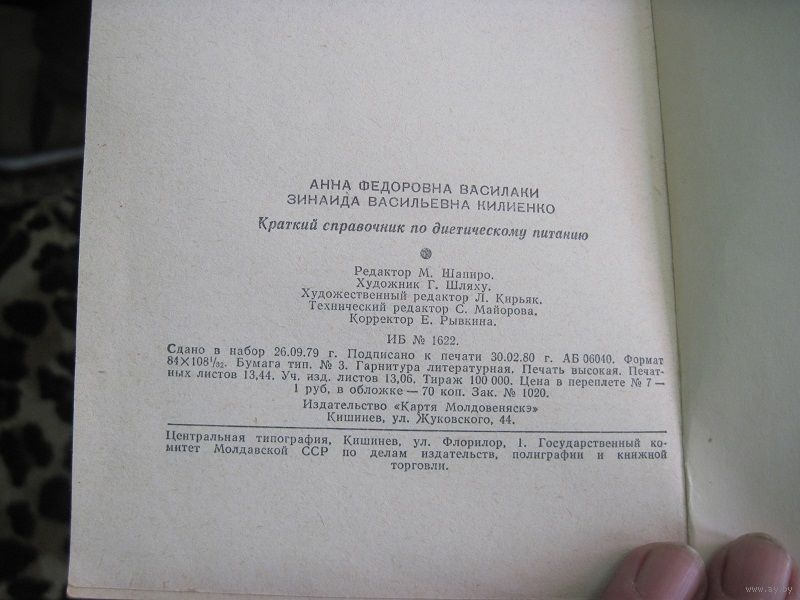 АННА ФЕДОРОВНА ВАСИЛАКИ
ЗИНАИДА ВАСИЛЬЕВНА КИЛИЕНКО
Краткий справочник по диетическому питанию
Редактор М. Шапиро.
Художник Г. Шляху.
Художественный редактор Л. Кирьяк.
Технический редактор С. Майорова.
Корректор Е. Рывкина.
ИБ № 1622.
Сдано в набор 26.09.79 г. Подписано к печати 30.02.80 г. АБ 06040. Формат
84×108¹/₃₂. Бумага тип. № 3. Гарнитура литературная. Печать высокая. Печат-
ных листов 13,44. Уч. изд. листов 13,06. Тираж 100 000. Цена в переплете № 7—
1 руб, в обложке — 70 коп. Зак. № 1020.
Издательство «Картя Молдовеняскэ»
Кишинев, ул. Жуковского, 44.
Центральная типография, Кишинев, ул. Флорилор, 1. Государственный ко-
митет Молдавской ССР по делам издательств, полиграфии и книжной
торговли.
www.ay.by